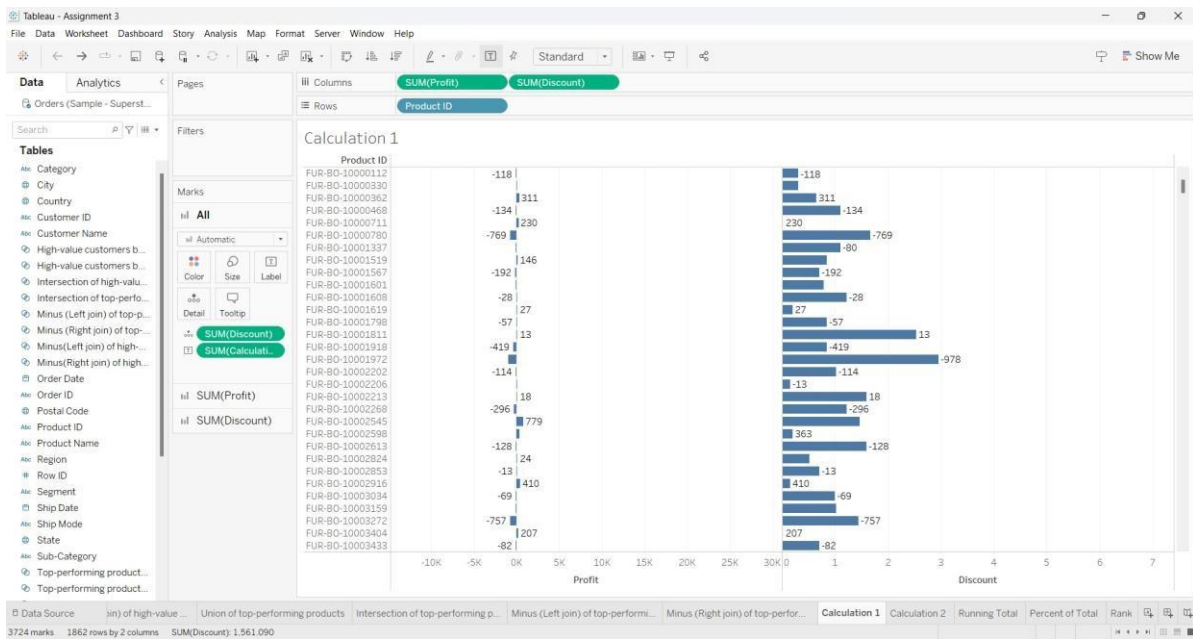 Tableau - Assignment 3
File Data Worksheet Dashboard Story Analysis Map Format Server Window Help
Standard
Show Me
Data Analytics
Orders (Sample - Superst...
Search
Tables
Abc Category
City
Country
Abc Customer ID
Abc Customer Name
High-value customers b...
High-value customers b...
Intersection of high-valu...
Intersection of top-perfo...
Minus (Left join) of top-p...
Minus (Right join) of top-...
Minus(Left join) of high-...
Minus(Right join) of high...
Order Date
Abc Order ID
Postal Code
Abc Product ID
Abc Product Name
Abc Region
# Row ID
Abc Segment
Ship Date
Abc Ship Mode
State
Abc Sub-Category
Top-performing product...
Top-performing product...
Pages
Filters
Marks
All
Automatic
Color Size Label
Detail Tooltip
SUM(Discount)
SUM(Calculati..
SUM(Profit)
SUM(Discount)
Columns SUM(Profit) SUM(Discount)
Rows Product ID
Calculation 1
Product ID
FUR-BO-10000112 -118 -118
FUR-BO-10000330
FUR-BO-10000362 311 311
FUR-BO-10000468 -134 -134
FUR-BO-10000711 230 230
FUR-BO-10000780 -769 -769
FUR-BO-10001337 -80
FUR-BO-10001519 146
FUR-BO-10001567 -192 -192
FUR-BO-10001601
FUR-BO-10001608 -28 -28
FUR-BO-10001619 27 27
FUR-BO-10001798 -57 -57
FUR-BO-10001811 13 13
FUR-BO-10001918 -419 -419
FUR-BO-10001972 -978
FUR-BO-10002202 -114 -114
FUR-BO-10002206 -13
FUR-BO-10002213 18 18
FUR-BO-10002268 -296 -296
FUR-BO-10002545 779
FUR-BO-10002598 363
FUR-BO-10002613 -128 -128
FUR-BO-10002824 24
FUR-BO-10002853 -13 -13
FUR-BO-10002916 410 410
FUR-BO-10003034 -69 -69
FUR-BO-10003159
FUR-BO-10003272 -757 -757
FUR-BO-10003404 207 207
FUR-BO-10003433 -82 -82
-10K -5K 0K 5K 10K 15K 20K 25K 30K 0 1 2 3 4 5 6 7
Profit Discount
Data Source in) of high-value ... Union of top-performing products Intersection of top-performing p... Minus (Left join) of top-performi... Minus (Right join) of top-perfor... Calculation 1 Calculation 2 Running Total Percent of Total Rank
3724 marks 1862 rows by 2 columns SUM(Discount): 1,561.090